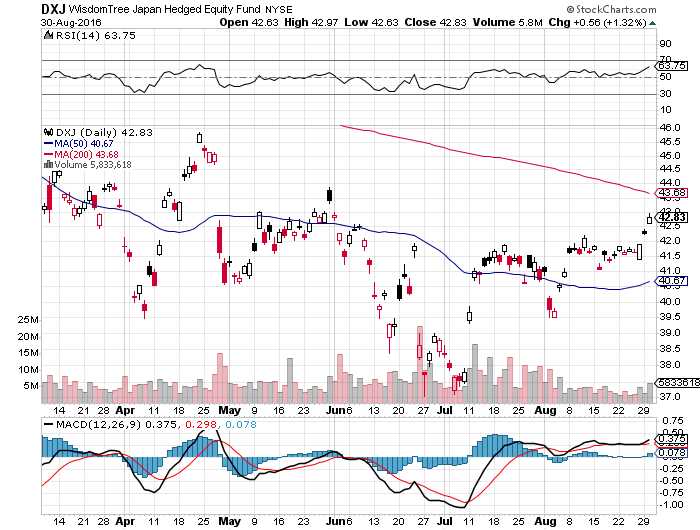 DXJ WisdomTree Japan Hedged Equity Fund NYSE © StockCharts.com
30-Aug-2016 Open 42.63 High 42.97 Low 42.63 Close 42.83 Volume 5.8M Chg +0.56 (+1.32%)
RSI(14) 63.75
90
70
63.75
50
30
10
DXJ (Daily) 42.83
MA(50) 40.67
MA(200) 43.68
Volume 5,833,618
46.0
45.5
45.0
44.5
44.0
43.68
42.83
42.0
41.5
41.0
40.67
40.0
39.5
39.0
38.5
38.0
37.0
25M
20M
15M
10M
5M
5833618
14 21 28 Apr 11 18 25 May 9 16 23 Jun 6 13 20 27 Jul 11 18 25 Aug 8 15 22 29
MACD(12,26,9) 0.375, 0.298, 0.078
0.75
0.375
0.078
-0.25
-0.50
-0.75
-1.00
14 21 28 Apr 11 18 25 May 9 16 23 Jun 6 13 20 27 Jul 11 18 25 Aug 8 15 22 29